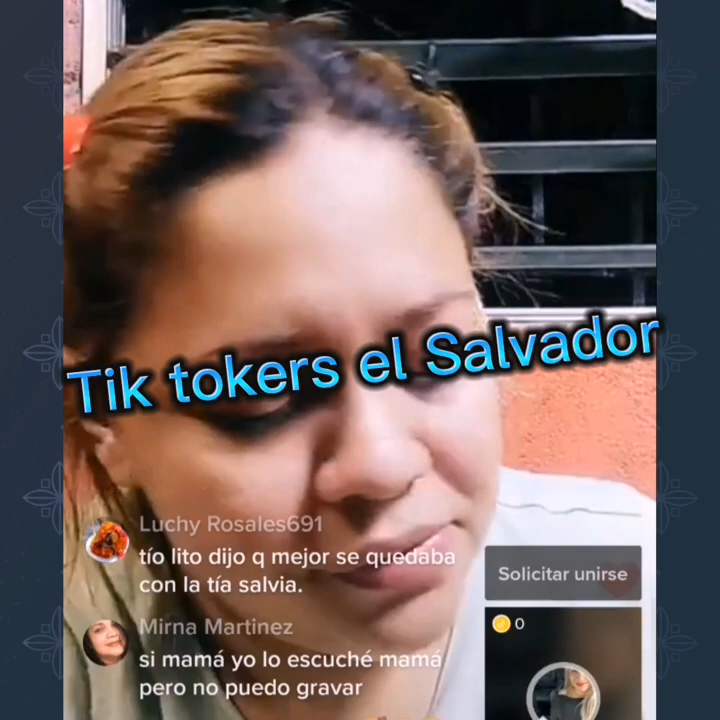 Tik tokers el Salvador
Luchy Rosales691
tío lito dijo q mejor se quedaba
con la tía salvia.
Solicitar unirse
Mirna Martinez
0
si mamá yo lo escuché mamá
pero no puedo gravar